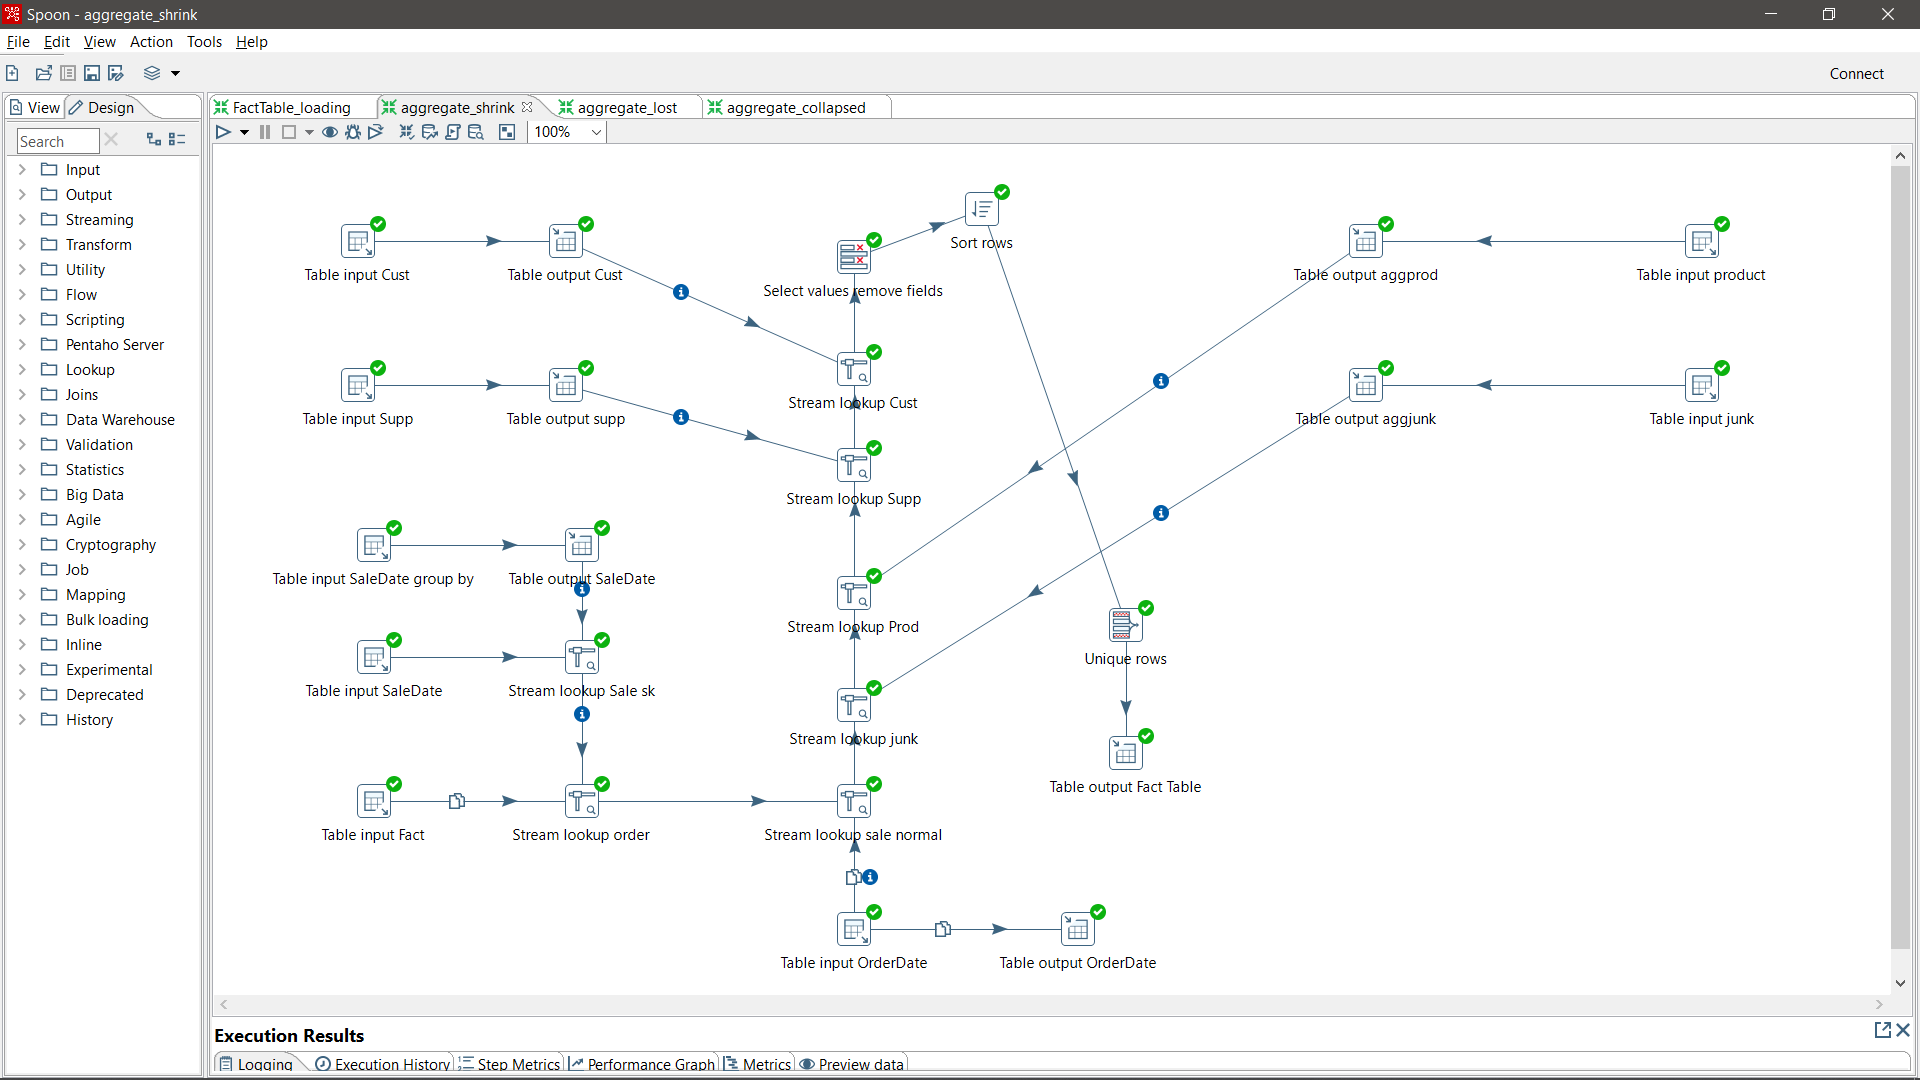 Spoon - aggregate_shrink
File Edit View Action Tools Help
Connect
View Design
Search
Input
Output
Streaming
Transform
Utility
Flow
Scripting
Pentaho Server
Lookup
Joins
Data Warehouse
Validation
Statistics
Big Data
Agile
Cryptography
Job
Mapping
Bulk loading
Inline
Experimental
Deprecated
History
FactTable_loading aggregate_shrink aggregate_lost aggregate_collapsed
100%
Sort rows
Table input Cust
Table output Cust
Select values remove fields
Table output aggprod
Table input product
Stream lookup Cust
Table input Supp
Table output supp
Table output aggjunk
Table input junk
Stream lookup Supp
Table input SaleDate group by
Table output SaleDate
Stream lookup Prod
Unique rows
Table input SaleDate
Stream lookup Sale sk
Stream lookup junk
Table output Fact Table
Table input Fact
Stream lookup order
Stream lookup sale normal
Table input OrderDate
Table output OrderDate
Execution Results
Logging Execution History Step Metrics Performance Graph Metrics Preview data